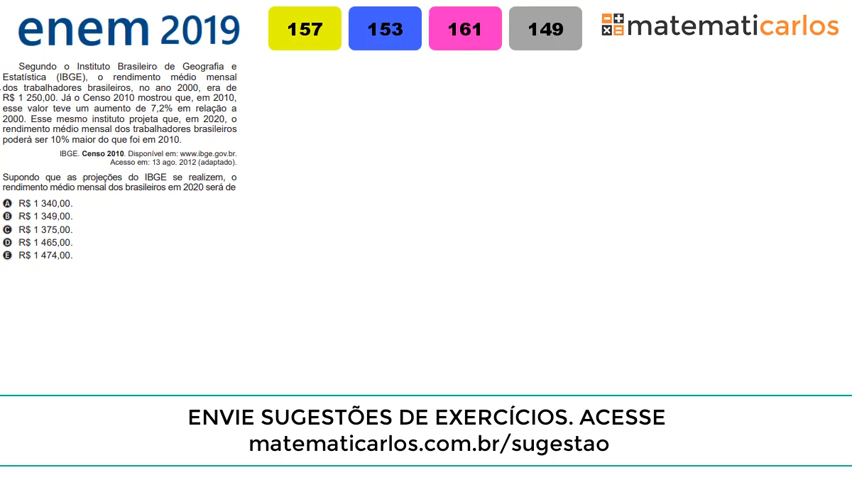 enem 2019
157 153 161 149
matematicarlos
Segundo o Instituto Brasileiro de Geografia e
Estatística (IBGE), o rendimento médio mensal
dos trabalhadores brasileiros, no ano 2000, era de
R$ 1 250,00. Já o Censo 2010 mostrou que, em 2010,
esse valor teve um aumento de 7,2% em relação a
2000. Esse mesmo instituto projeta que, em 2020, o
rendimento médio mensal dos trabalhadores brasileiros
poderá ser 10% maior do que foi em 2010.
IBGE. Censo 2010. Disponível em: www.ibge.gov.br.
Acesso em: 13 ago. 2012 (adaptado).
Supondo que as projeções do IBGE se realizem, o
rendimento médio mensal dos brasileiros em 2020 será de
A R$ 1 340,00.
B R$ 1 349,00.
C R$ 1 375,00.
D R$ 1 465,00.
E R$ 1 474,00.
ENVIE SUGESTÕES DE EXERCÍCIOS. ACESSE
matematicarlos.com.br/sugestao